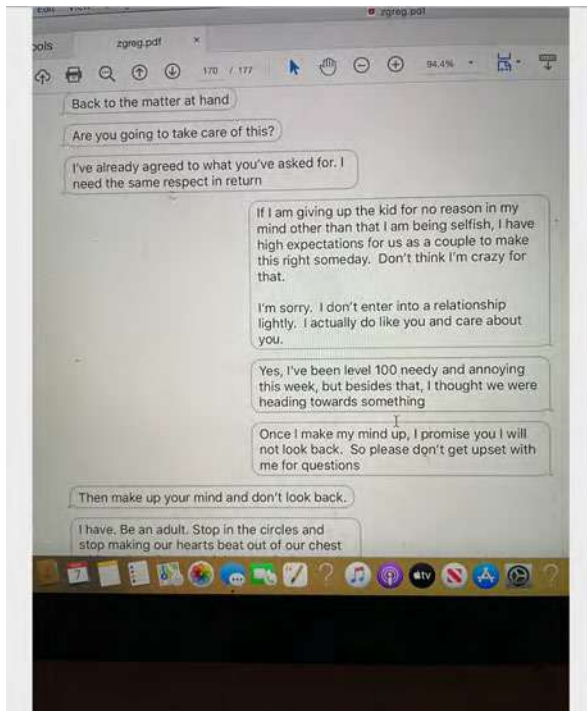 zgreg.pdf
ools
zgreg.pdf
×
170 / 177
94.4%
Back to the matter at hand
Are you going to take care of this?
I've already agreed to what you've asked for. I
need the same respect in return
If I am giving up the kid for no reason in my
mind other than that I am being selfish, I have
high expectations for us as a couple to make
this right someday. Don't think I'm crazy for
that.
I'm sorry. I don't enter into a relationship
lightly. I actually do like you and care about
you.
Yes, I've been level 100 needy and annoying
this week, but besides that, I thought we were
heading towards something
Once I make my mind up, I promise you I will
not look back. So please don't get upset with
me for questions
Then make up your mind and don't look back.
I have. Be an adult. Stop in the circles and
stop making our hearts beat out of our chest
7
tv